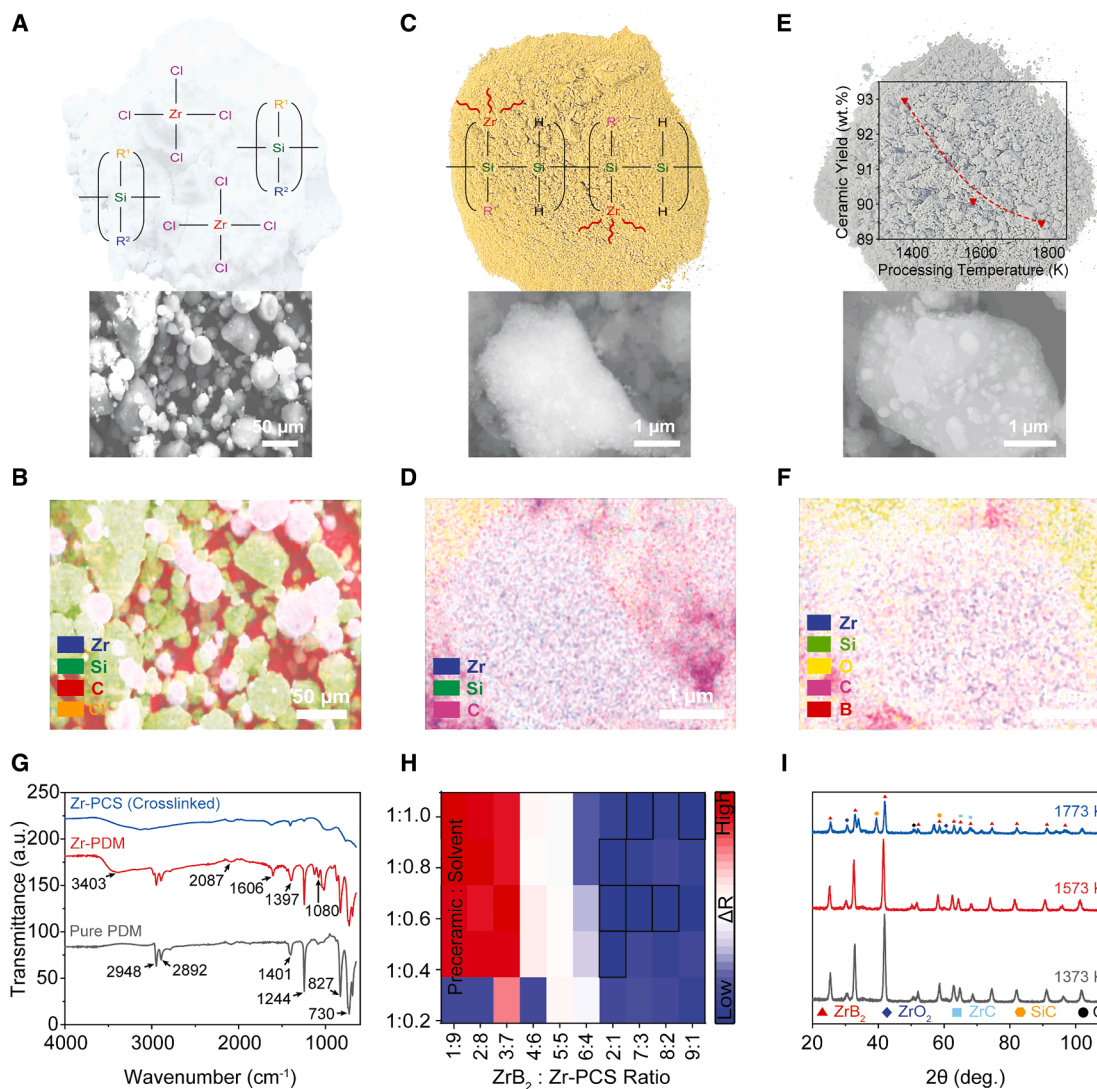 A
C
E
Cl
Cl
Zr
Cl
Cl
R¹
Si
R²
R¹
Si
R²
Cl
Cl
Zr
Cl
Cl
Zr
H
R
H
Si
Si
Si
Si
R
H
Zr
H
Ceramic Yield (wt.%)
93
92
91
90
89
1400
1600
1800
Processing Temperature (K)
50 µm
1 µm
1 µm
B
D
F
Zr
Si
C
Cl
50 µm
Zr
Si
C
1 µm
Zr
Si
O
C
B
G
H
I
Transmittance (a.u.)
250
200
150
100
50
0
Zr-PCS (Crosslinked)
Zr-PDM
3403
2087
1606
1397
1080
Pure PDM
2948
2892
1401
1244
827
730
4000
3000
2000
1000
Wavenumber (cm⁻¹)
Preceramic : Solvent
1:1.0
1:0.8
1:0.6
1:0.4
1:0.2
1:9
2:8
3:7
4:6
5:5
6:4
2:1
7:3
8:2
9:1
ZrB₂ : Zr-PCS Ratio
High
ΔR
Low
1773
1573
1373
ZrB₂
ZrO₂
ZrC
SiC
20
40
60
80
2θ (deg.)